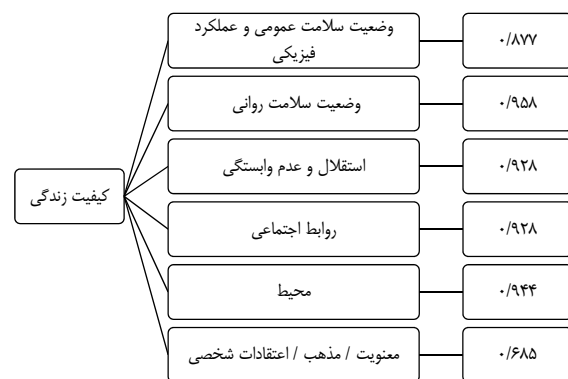 وضعیت سلامت عمومی و عملکرد
فیزیکی
۰/۸۷۷
وضعیت سلامت روانی
۰/۹۵۸
استقلال و عدم وابستگی
۰/۹۲۸
کیفیت زندگی
روابط اجتماعی
۰/۹۲۸
محیط
۰/۹۴۴
معنویت / مذهب / اعتقادات شخصی
۰/۶۸۵